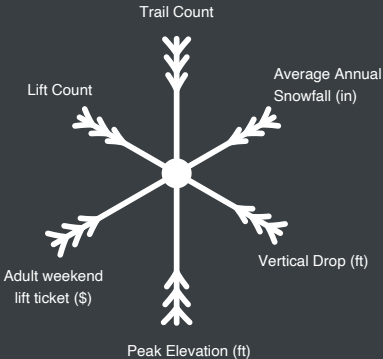 Trail Count
Average Annual
Snowfall (in)
Lift Count
Vertical Drop (ft)
Adult weekend
lift ticket ($)
Peak Elevation (ft)